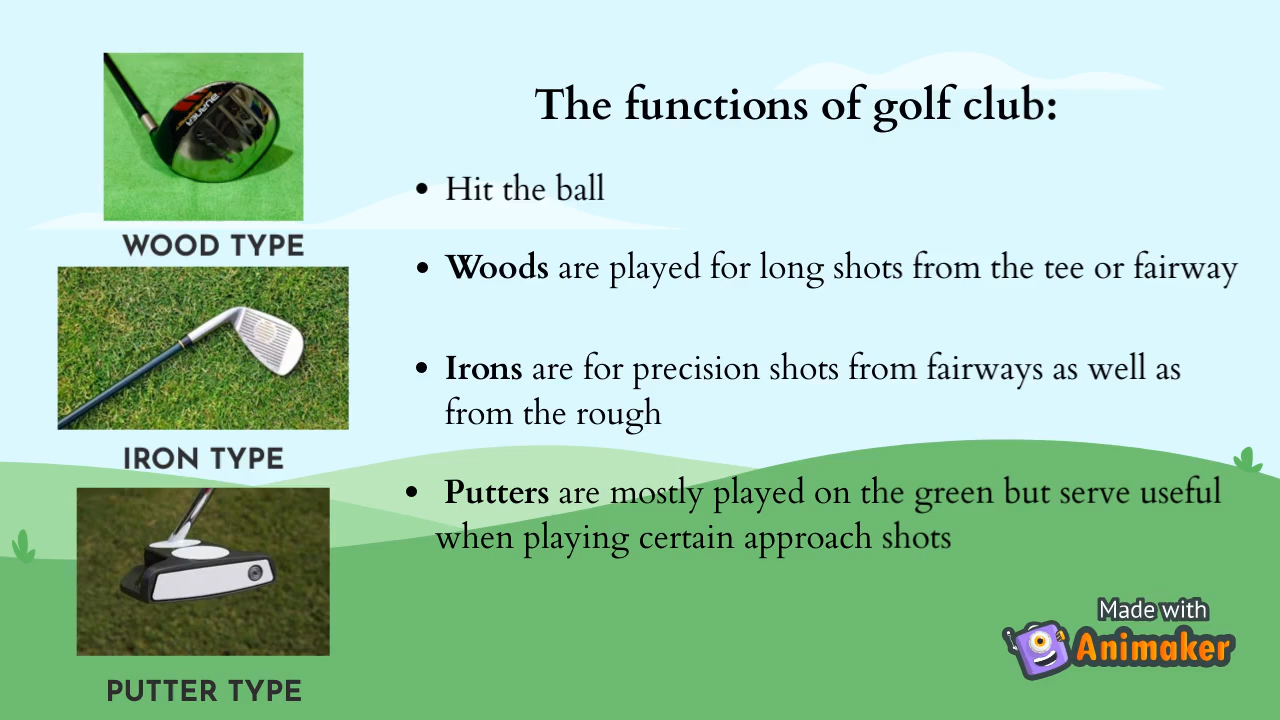 The functions of golf club:
• Hit the ball
• Woods are played for long shots from the tee or fairway
• Irons are for precision shots from fairways as well as
from the rough
• Putters are mostly played on the green but serve useful
when playing certain approach shots
WOOD TYPE
IRON TYPE
PUTTER TYPE
Made with
Animaker